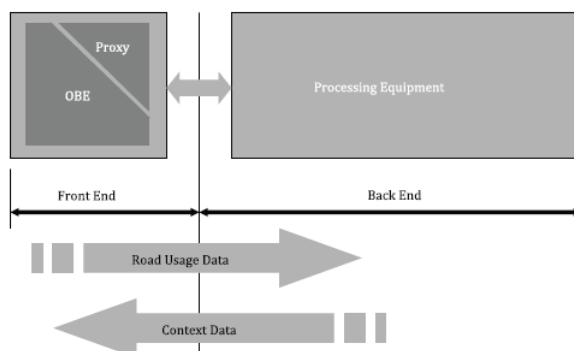 Proxy
OBE
Processing Equipment
Front End
Back End
Road Usage Data
Context Data